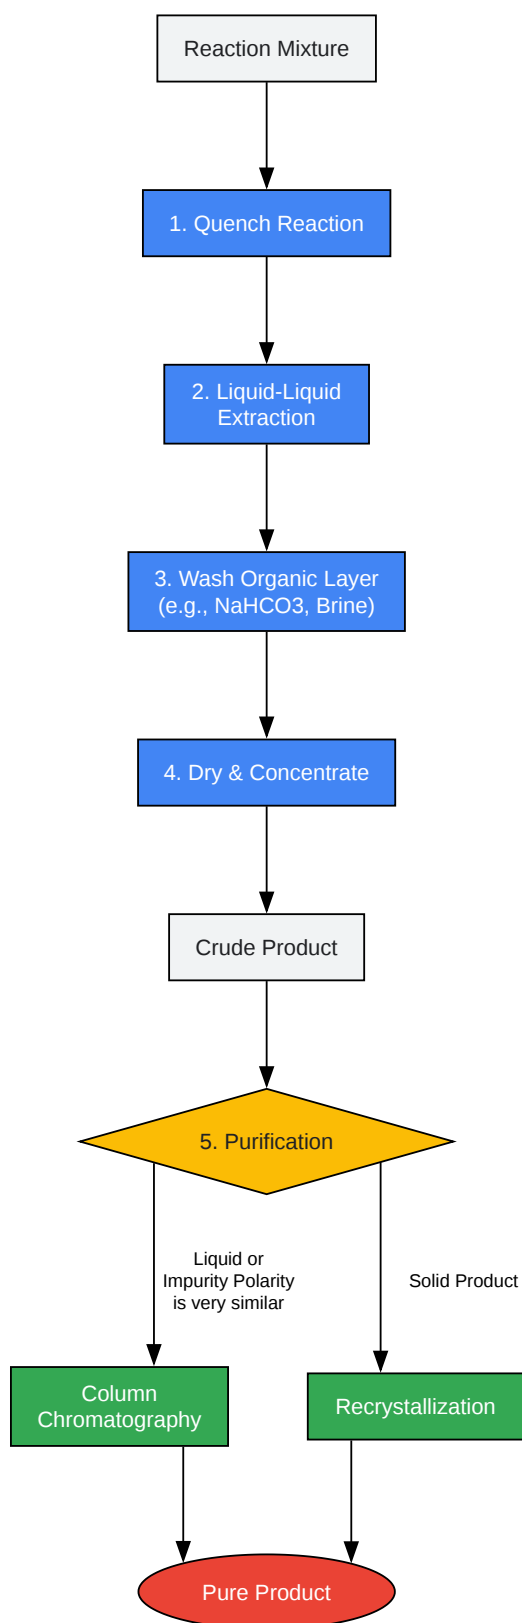 Reaction Mixture
1. Quench Reaction
2. Liquid-Liquid
Extraction
3. Wash Organic Layer
(e.g., NaHCO3, Brine)
4. Dry & Concentrate
Crude Product
5. Purification
Liquid or
Impurity Polarity
is very similar
Solid Product
Column
Chromatography
Recrystallization
Pure Product